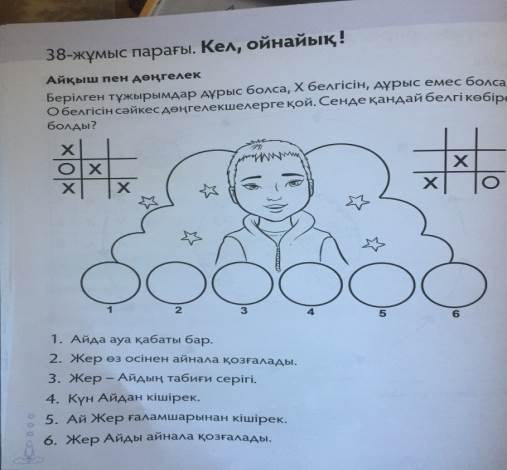 38-жұмыс парағы. Кел, ойнайық!
Айқыш пен дөңгелек
Берілген тұжырымдар дұрыс болса, Х белгісін, дұрыс емес болса
О белгісін сәйкес дөңгелекшелерге қой. Сенде қандай белгі көбір
болды?
X
O X
X X
X
X O
1 2 3 4 5 6
1. Айда ауа қабаты бар.
2. Жер өз осінен айнала қозғалады.
3. Жер – Айдың табиғи серігі.
4. Күн Айдан кішірек.
5. Ай Жер ғаламшарынан кішірек.
6. Жер Айды айнала қозғалады.